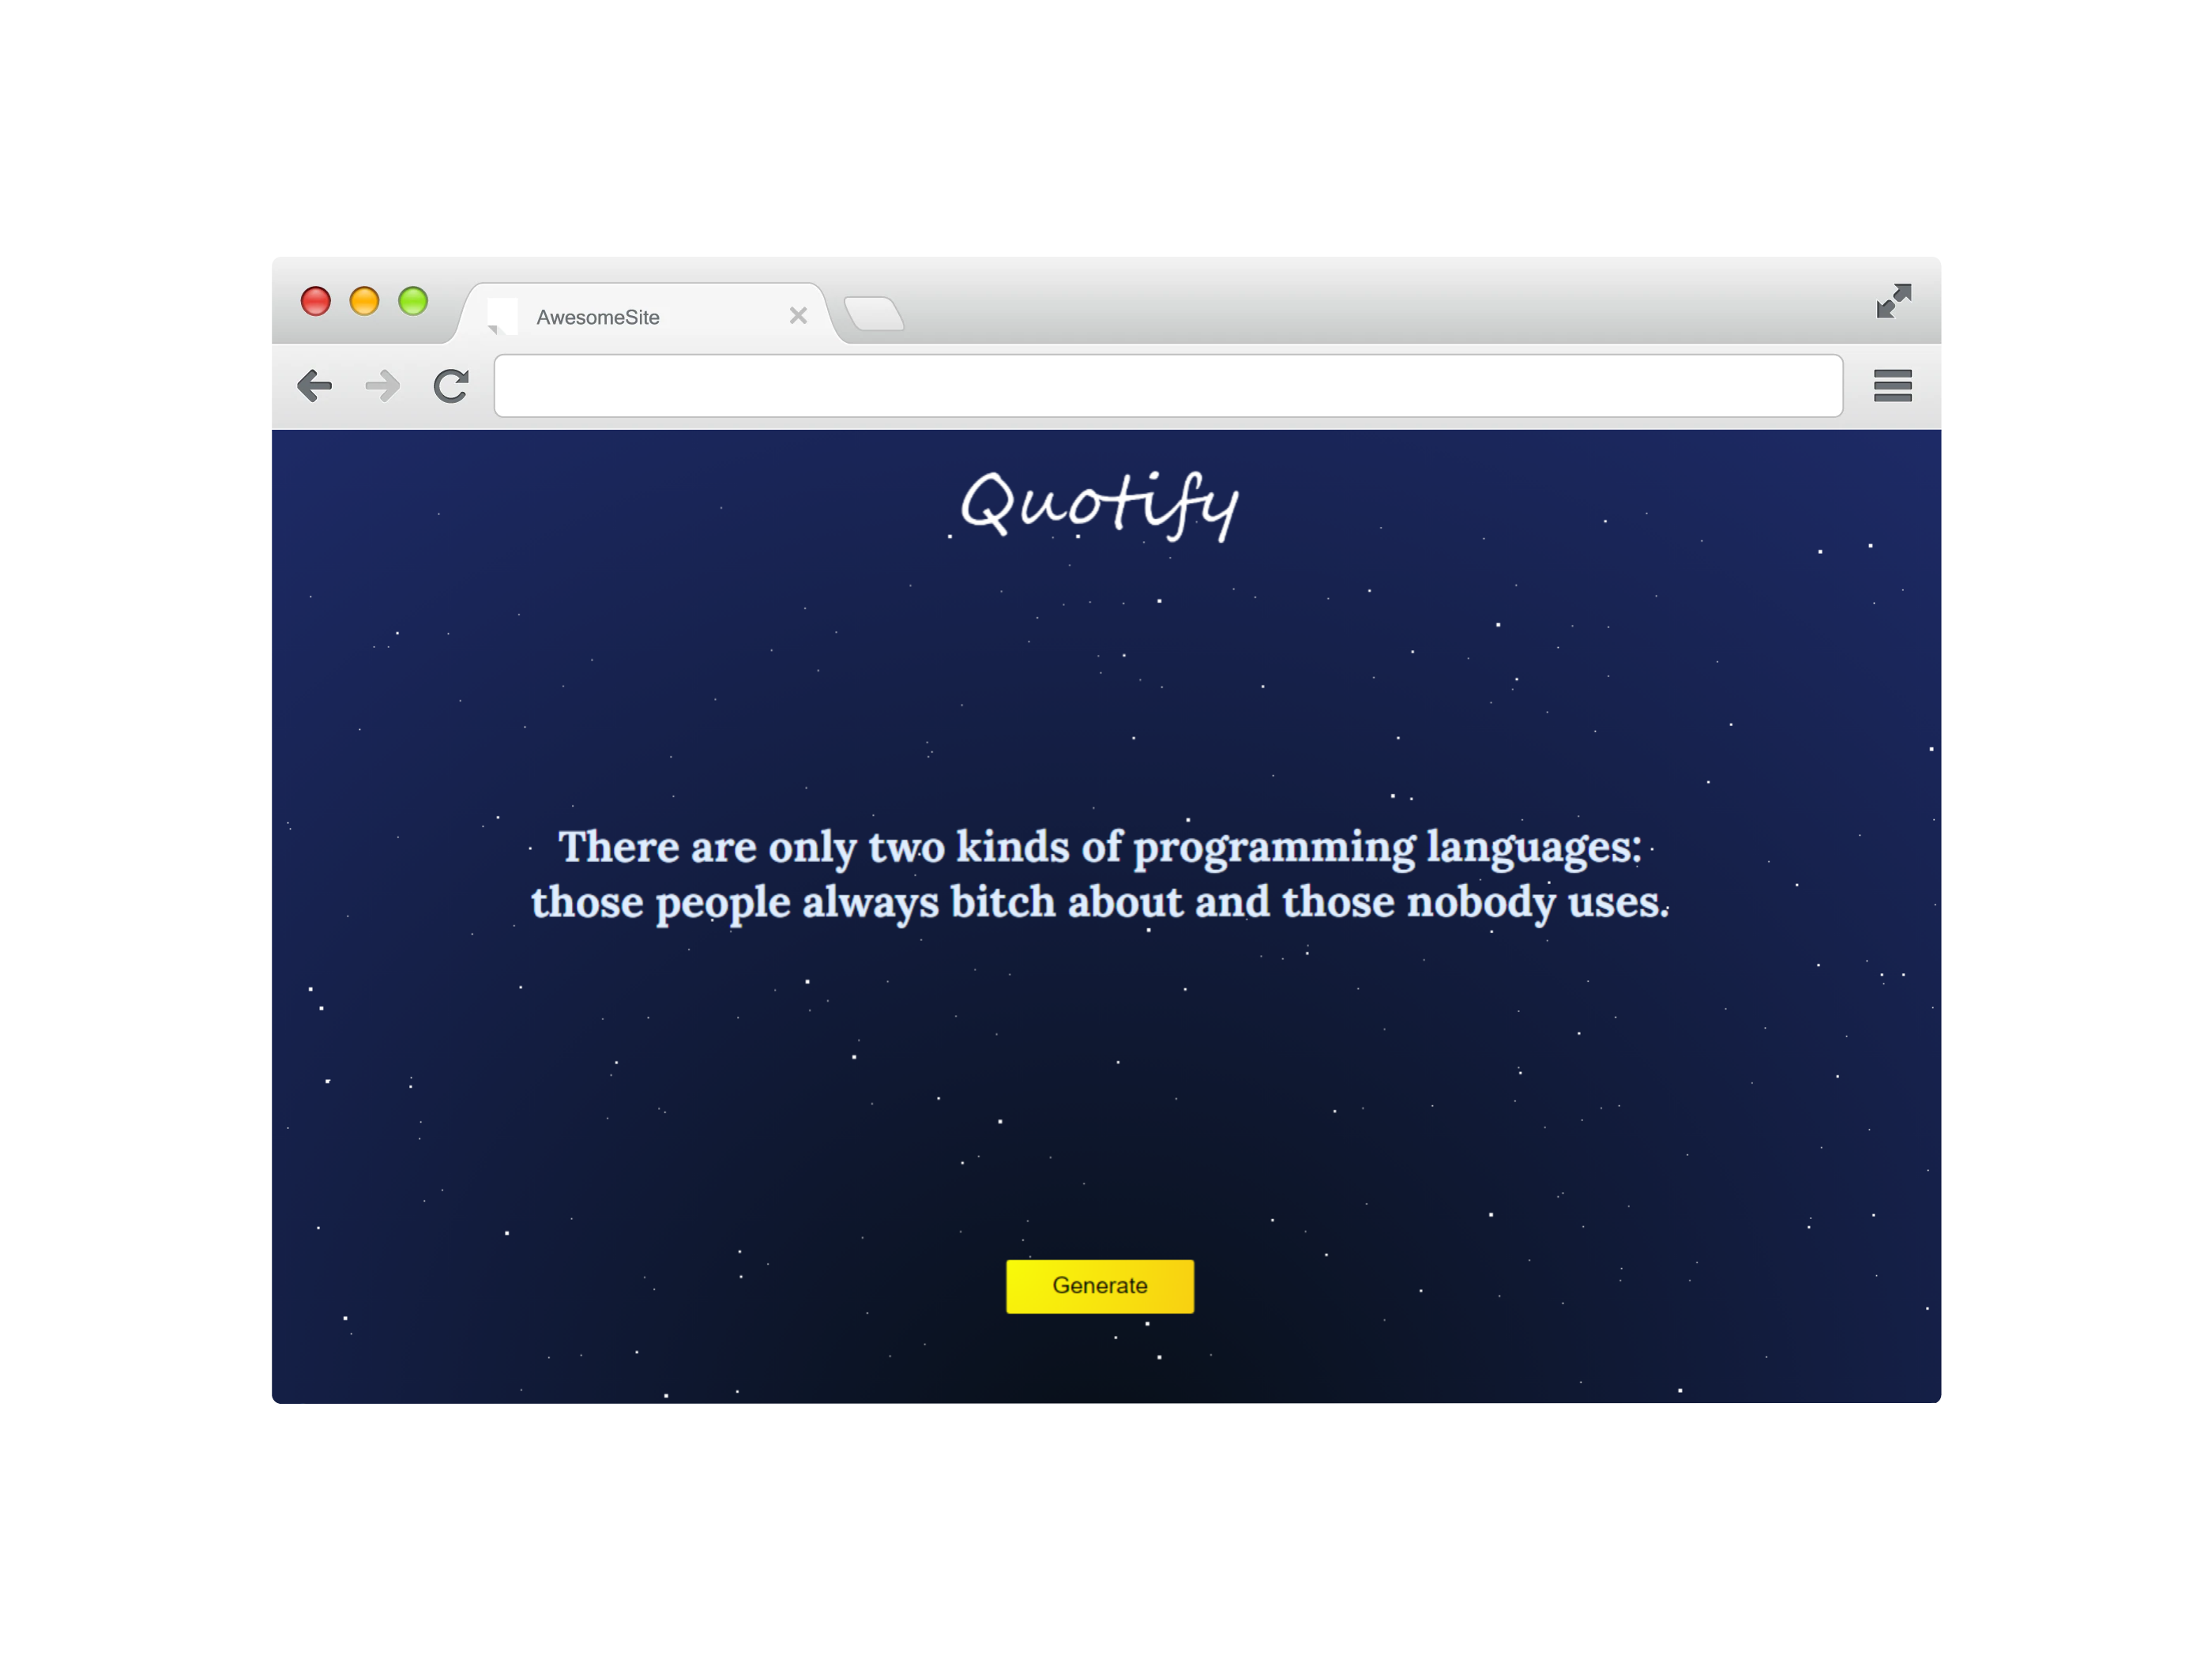 AwesomeSite
Quotify
There are only two kinds of programming languages:
those people always bitch about and those nobody uses.
Generate